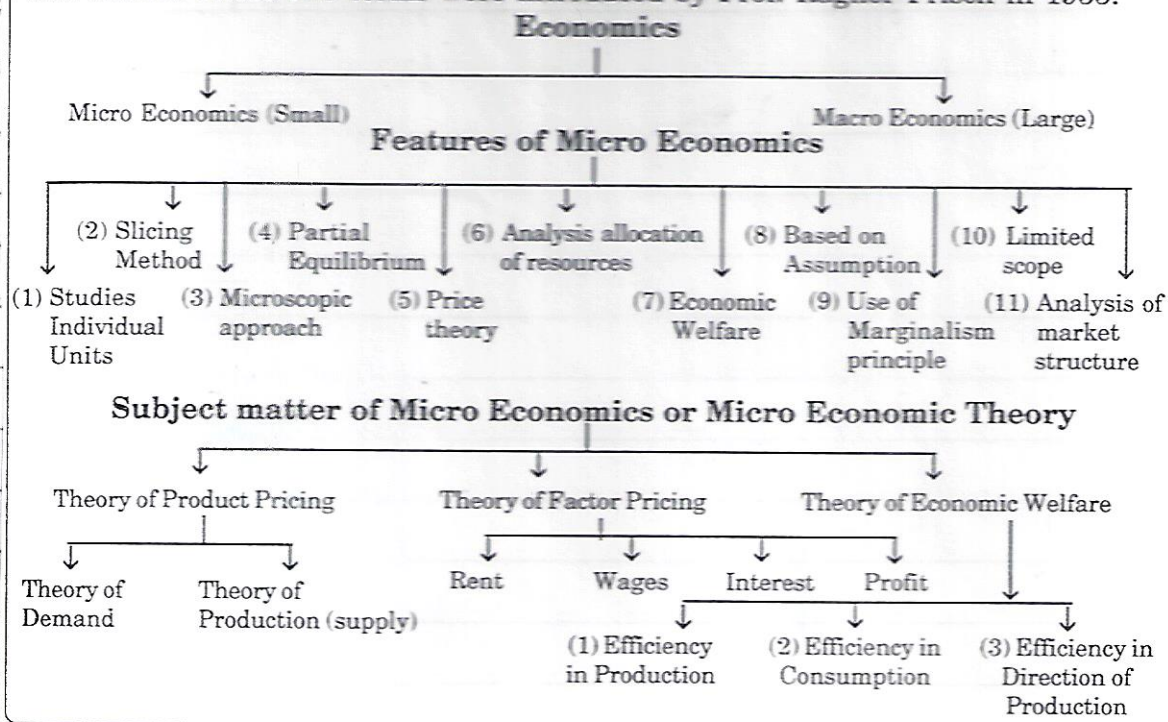 Economics
Micro Economics (Small)
Macro Economics (Large)
Features of Micro Economics
(1) Studies
Individual
Units
(2) Slicing
Method
(3) Microscopic
approach
(4) Partial
Equilibrium
(5) Price
theory
(6) Analysis allocation
of resources
(7) Economic
Welfare
(8) Based on
Assumption
(9) Use of
Marginalism
principle
(10) Limited
scope
(11) Analysis of
market
structure
Subject matter of Micro Economics or Micro Economic Theory
Theory of Product Pricing
Theory of Factor Pricing
Theory of Economic Welfare
Theory of
Demand
Theory of
Production (supply)
Rent
Wages
Interest
Profit
(1) Efficiency
in Production
(2) Efficiency in
Consumption
(3) Efficiency in
Direction of
Production